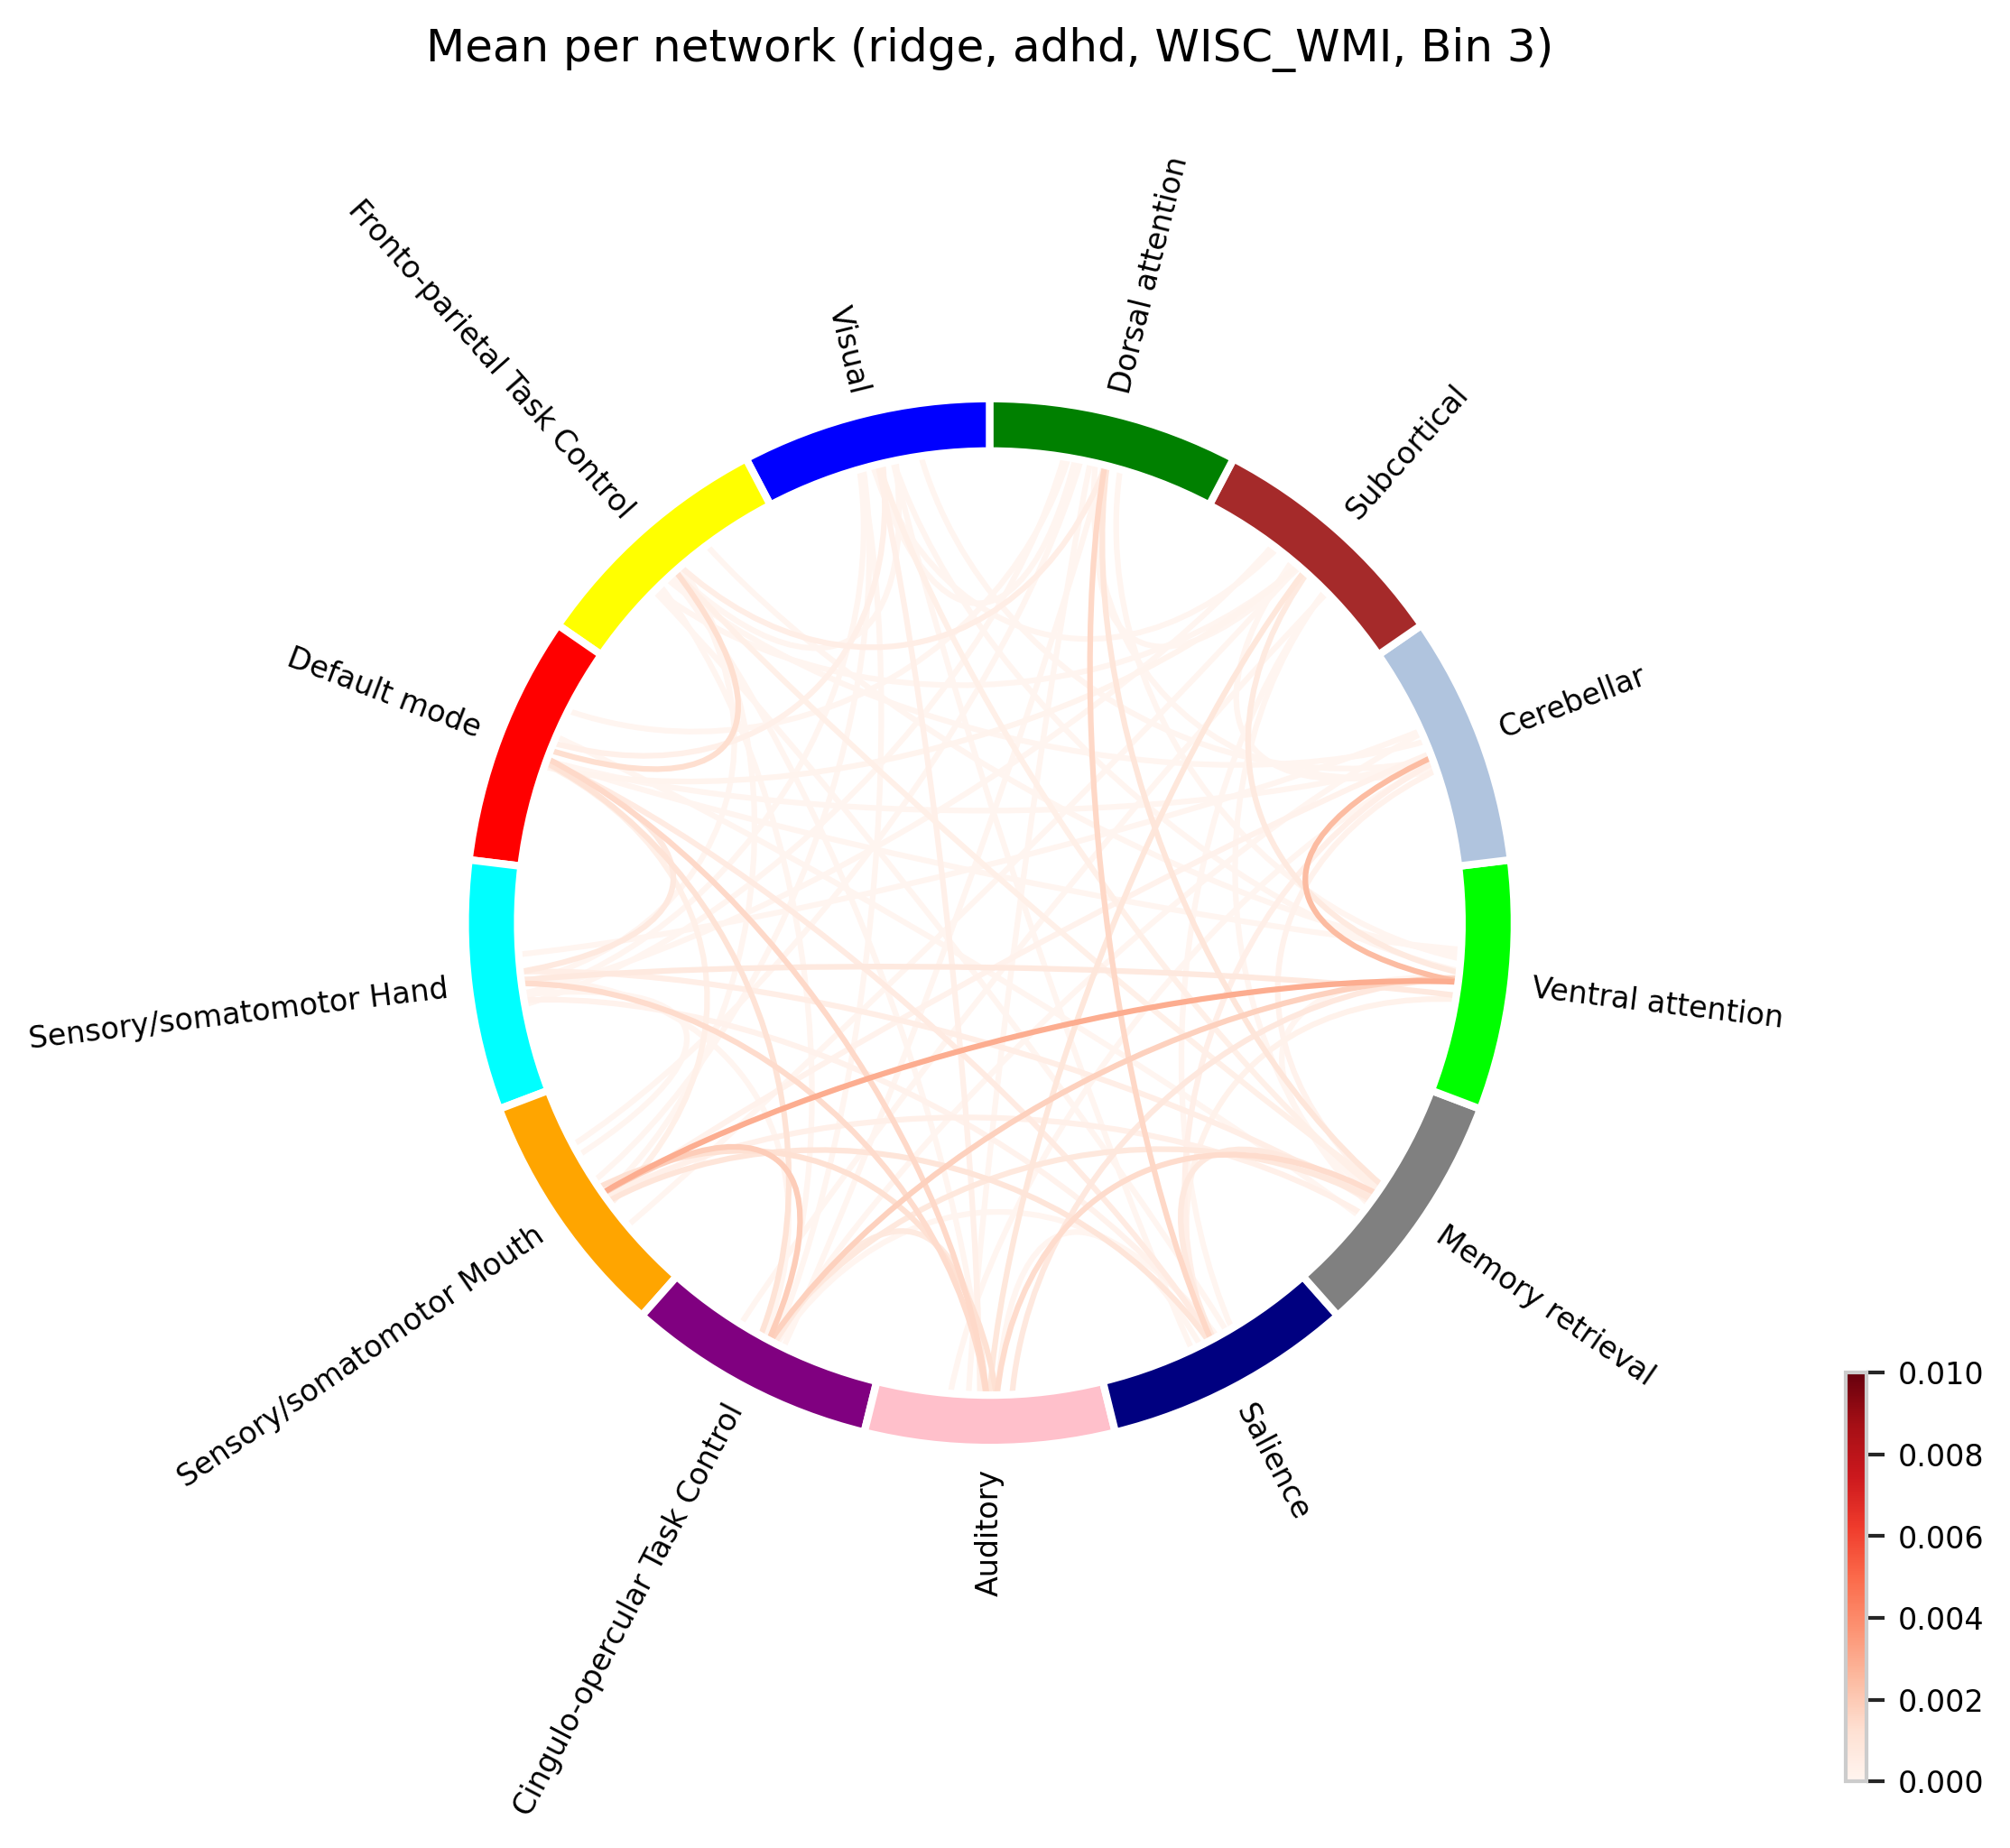 Mean per network (ridge, adhd, WISC_WMI, Bin 3)
Dorsal attention
Visual
Fronto-parietal Task Control
Subcortical
Default mode
Cerebellar
Sensory/somatomotor Hand
Ventral attention
Sensory/somatomotor Mouth
Memory retrieval
Cingulo-opercular Task Control
Auditory
Salience
0.010
0.008
0.006
0.004
0.002
0.000